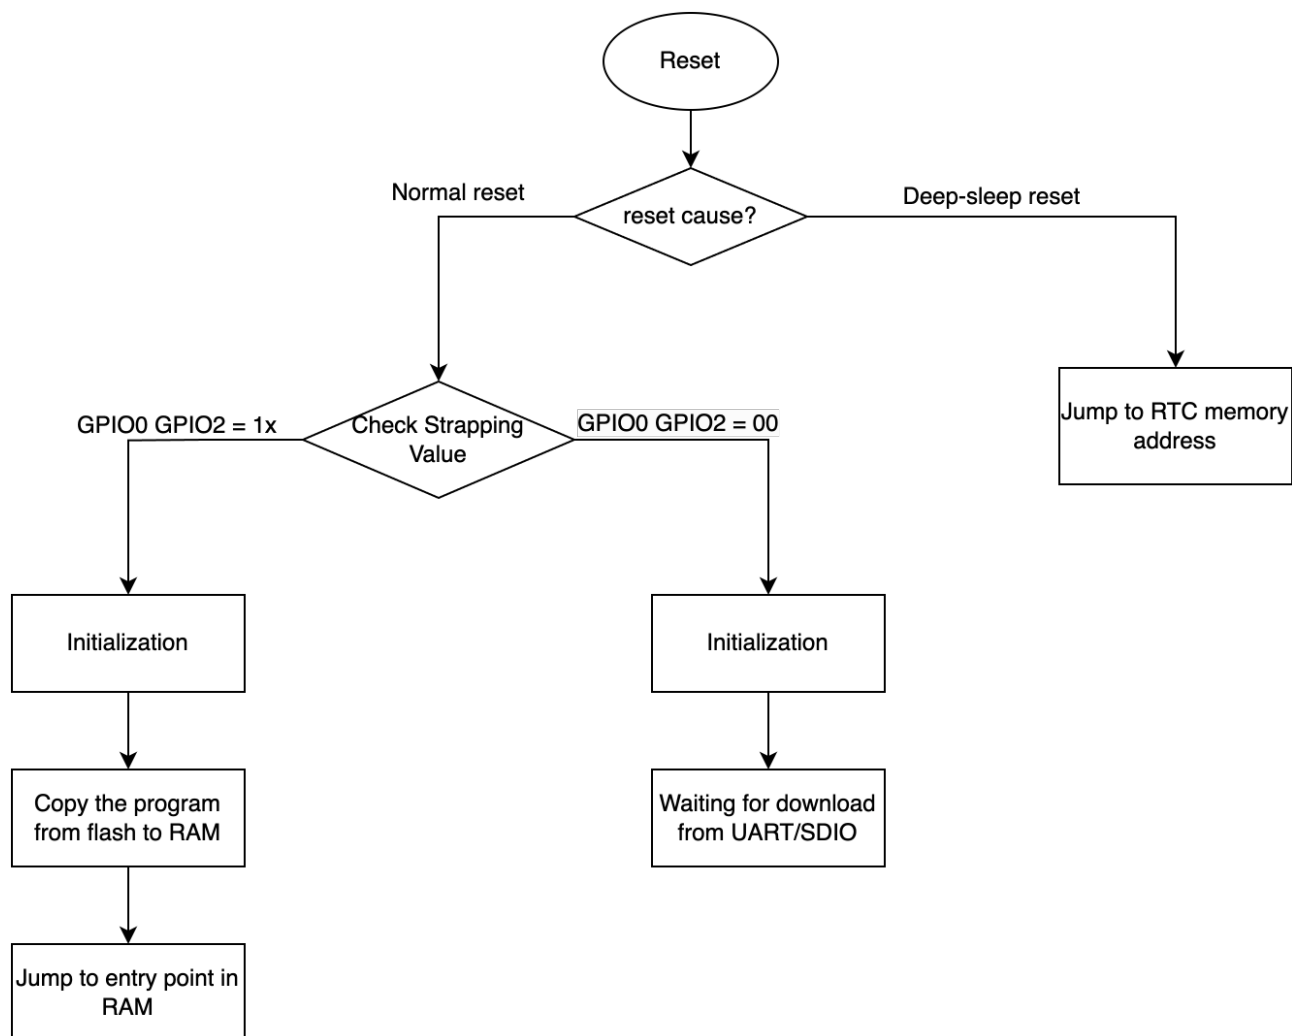 Reset
Normal reset
reset cause?
Deep-sleep reset
GPIO0 GPIO2 = 1x
Check Strapping
Value
GPIO0 GPIO2 = 00
Jump to RTC memory
address
Initialization
Initialization
Copy the program
from flash to RAM
Waiting for download
from UART/SDIO
Jump to entry point in
RAM